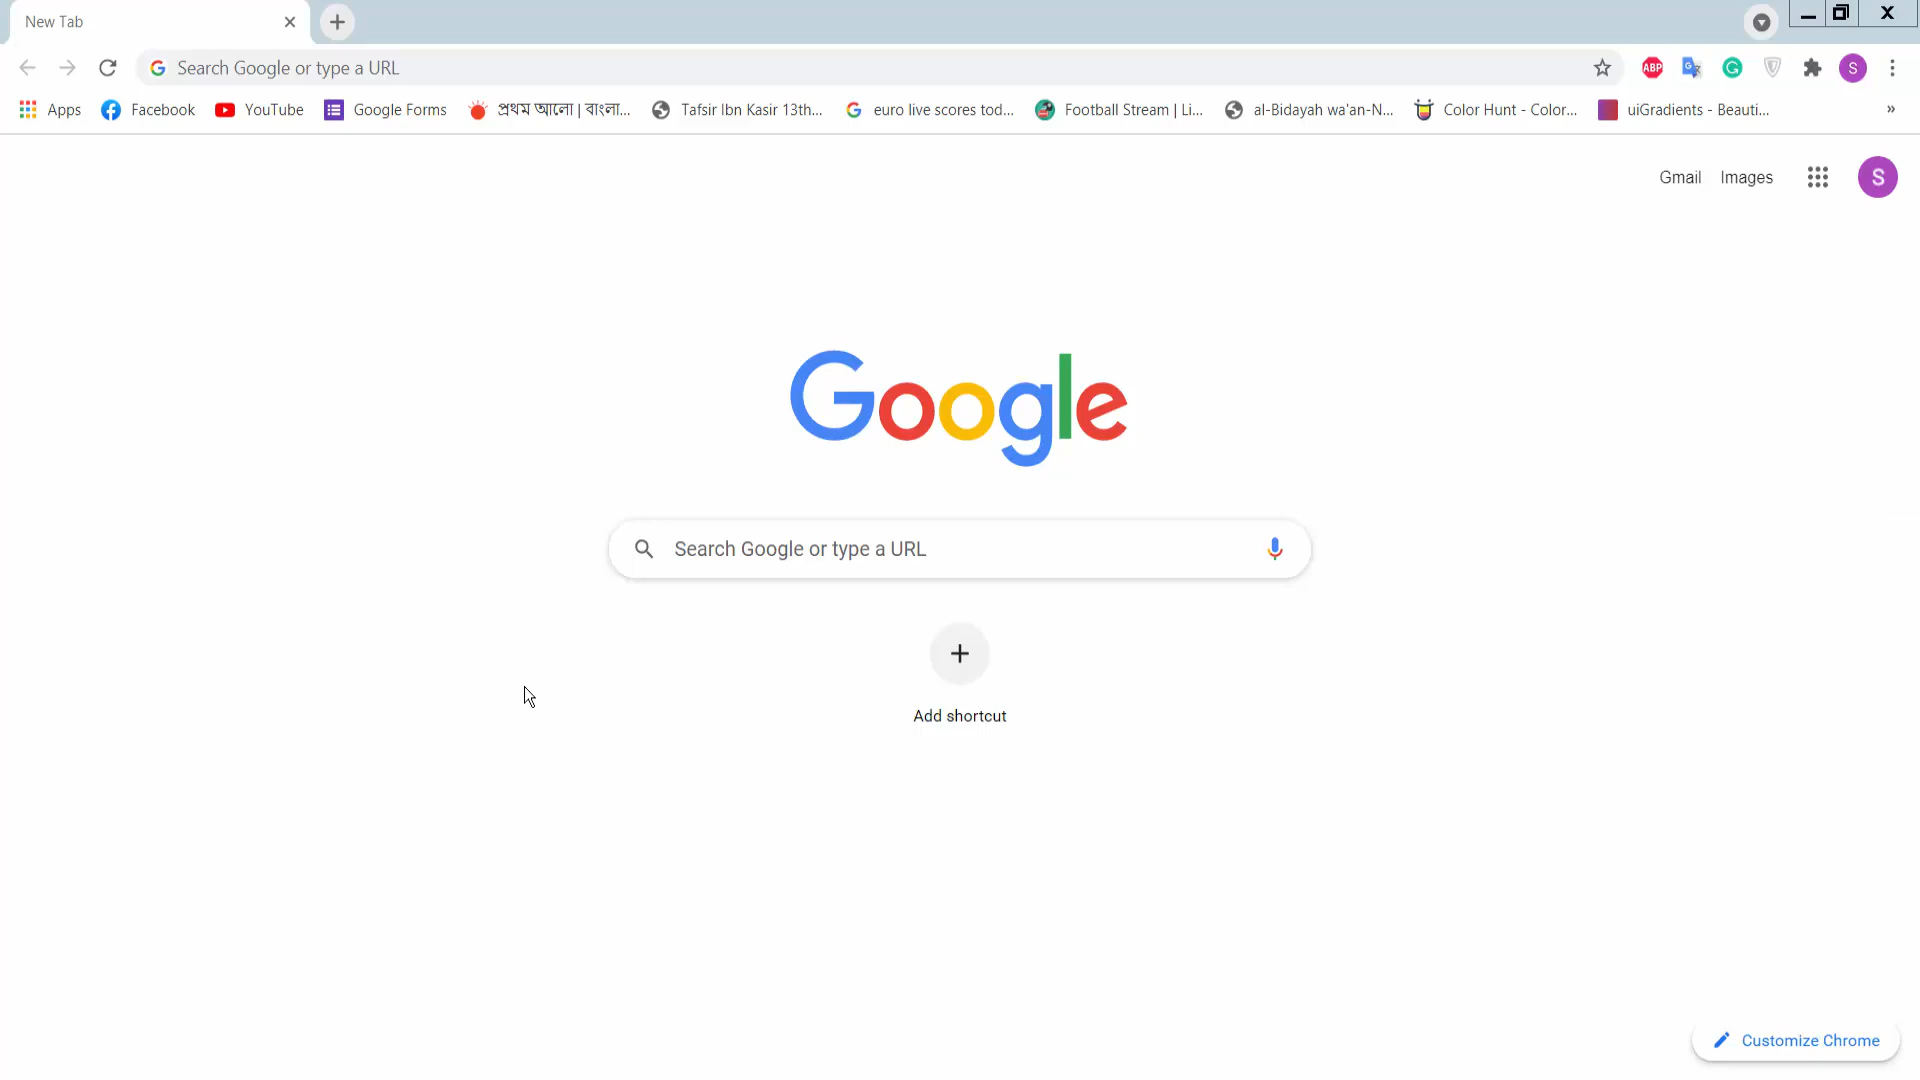 New Tab
Search Google or type a URL
ABP
S
Apps Facebook YouTube Google Forms প্রথম আলো | বাংলা... Tafsir Ibn Kasir 13th... euro live scores tod... Football Stream | Li... al-Bidayah wa'an-N... Color Hunt - Color... uiGradients - Beauti... »
Gmail Images S
Google
Search Google or type a URL
Add shortcut
Customize Chrome